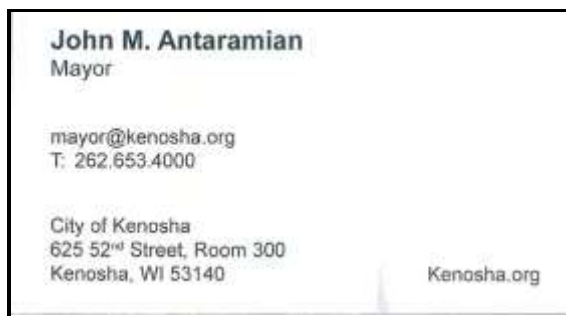 John M. Antaramian
Mayor
mayor@kenosha.org
T: 262.653.4000
City of Kenosha
625 52nd Street, Room 300
Kenosha, WI 53140
Kenosha.org